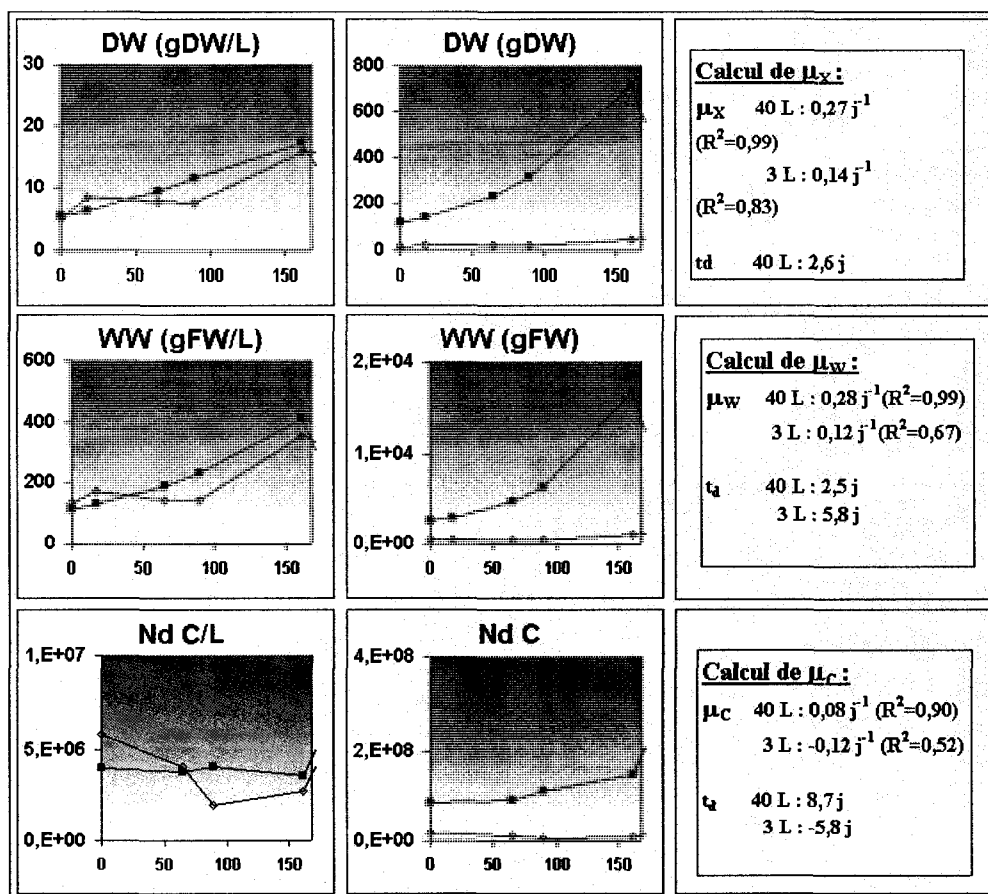 DW (gDW/L)
30
20
10
0
0 50 100 150
DW (gDW)
800
600
400
200
0
0 50 100 150
Calcul de μX :
μX 40 L : 0,27 j-1
(R2=0,99)
3 L : 0,14 j-1
(R2=0,83)
td 40 L : 2,6 j
WW (gFW/L)
600
400
200
0
0 50 100 150
WW (gFW)
2,E+04
1,E+04
0,E+00
0 50 100 150
Calcul de μW :
μW 40 L : 0,28 j-1 (R2=0,99)
3 L : 0,12 j-1 (R2=0,67)
td 40 L : 2,5 j
3 L : 5,8 j
Nd C/L
1,E+07
5,E+06
0,E+00
0 50 100 150
Nd C
4,E+08
2,E+08
0,E+00
0 50 100 150
Calcul de μC :
μC 40 L : 0,08 j-1 (R2=0,90)
3 L : -0,12 j-1 (R2=0,52)
td 40 L : 8,7 j
3 L : -5,8 j